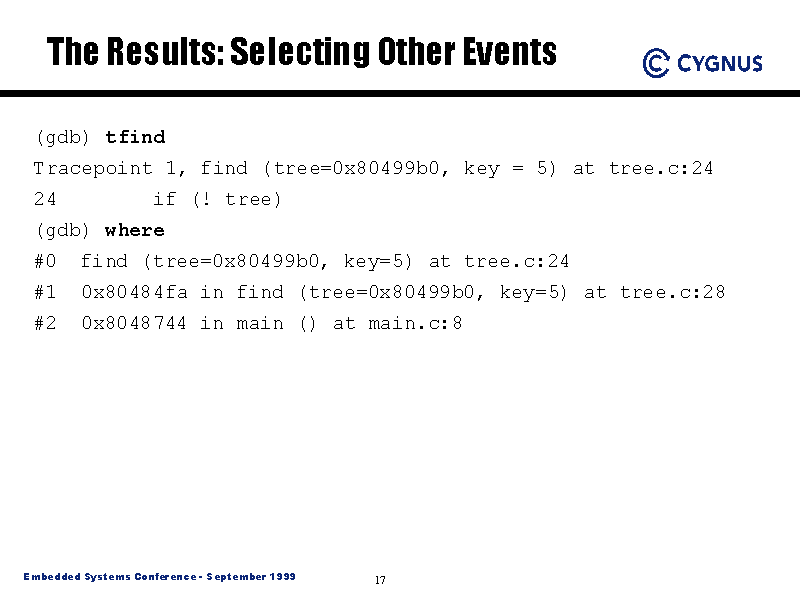 The Results: Selecting Other Events
CYGNUS
(gdb) tfind
Tracepoint 1, find (tree=0x80499b0, key = 5) at tree.c:24
24        if (! tree)
(gdb) where
#0  find (tree=0x80499b0, key=5) at tree.c:24
#1  0x80484fa in find (tree=0x80499b0, key=5) at tree.c:28
#2  0x8048744 in main () at main.c:8
Embedded Systems Conference - September 1999
17